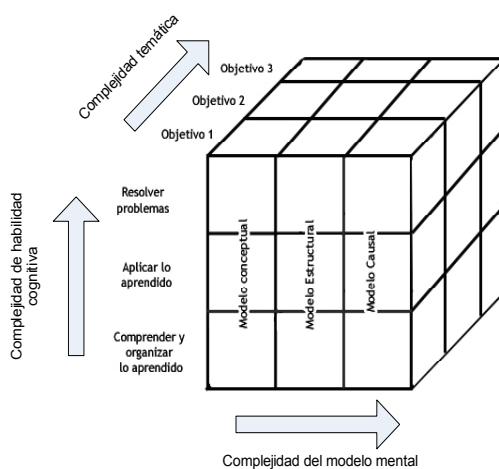 Complejidad temática
Objetivo 3
Objetivo 2
Objetivo 1
Complejidad de habilidad
cognitiva
Resolver
problemas
Aplicar lo
aprendido
Comprender y
organizar
lo aprendido
Modelo conceptual
Modelo Estructural
Modelo Causal
Complejidad del modelo mental